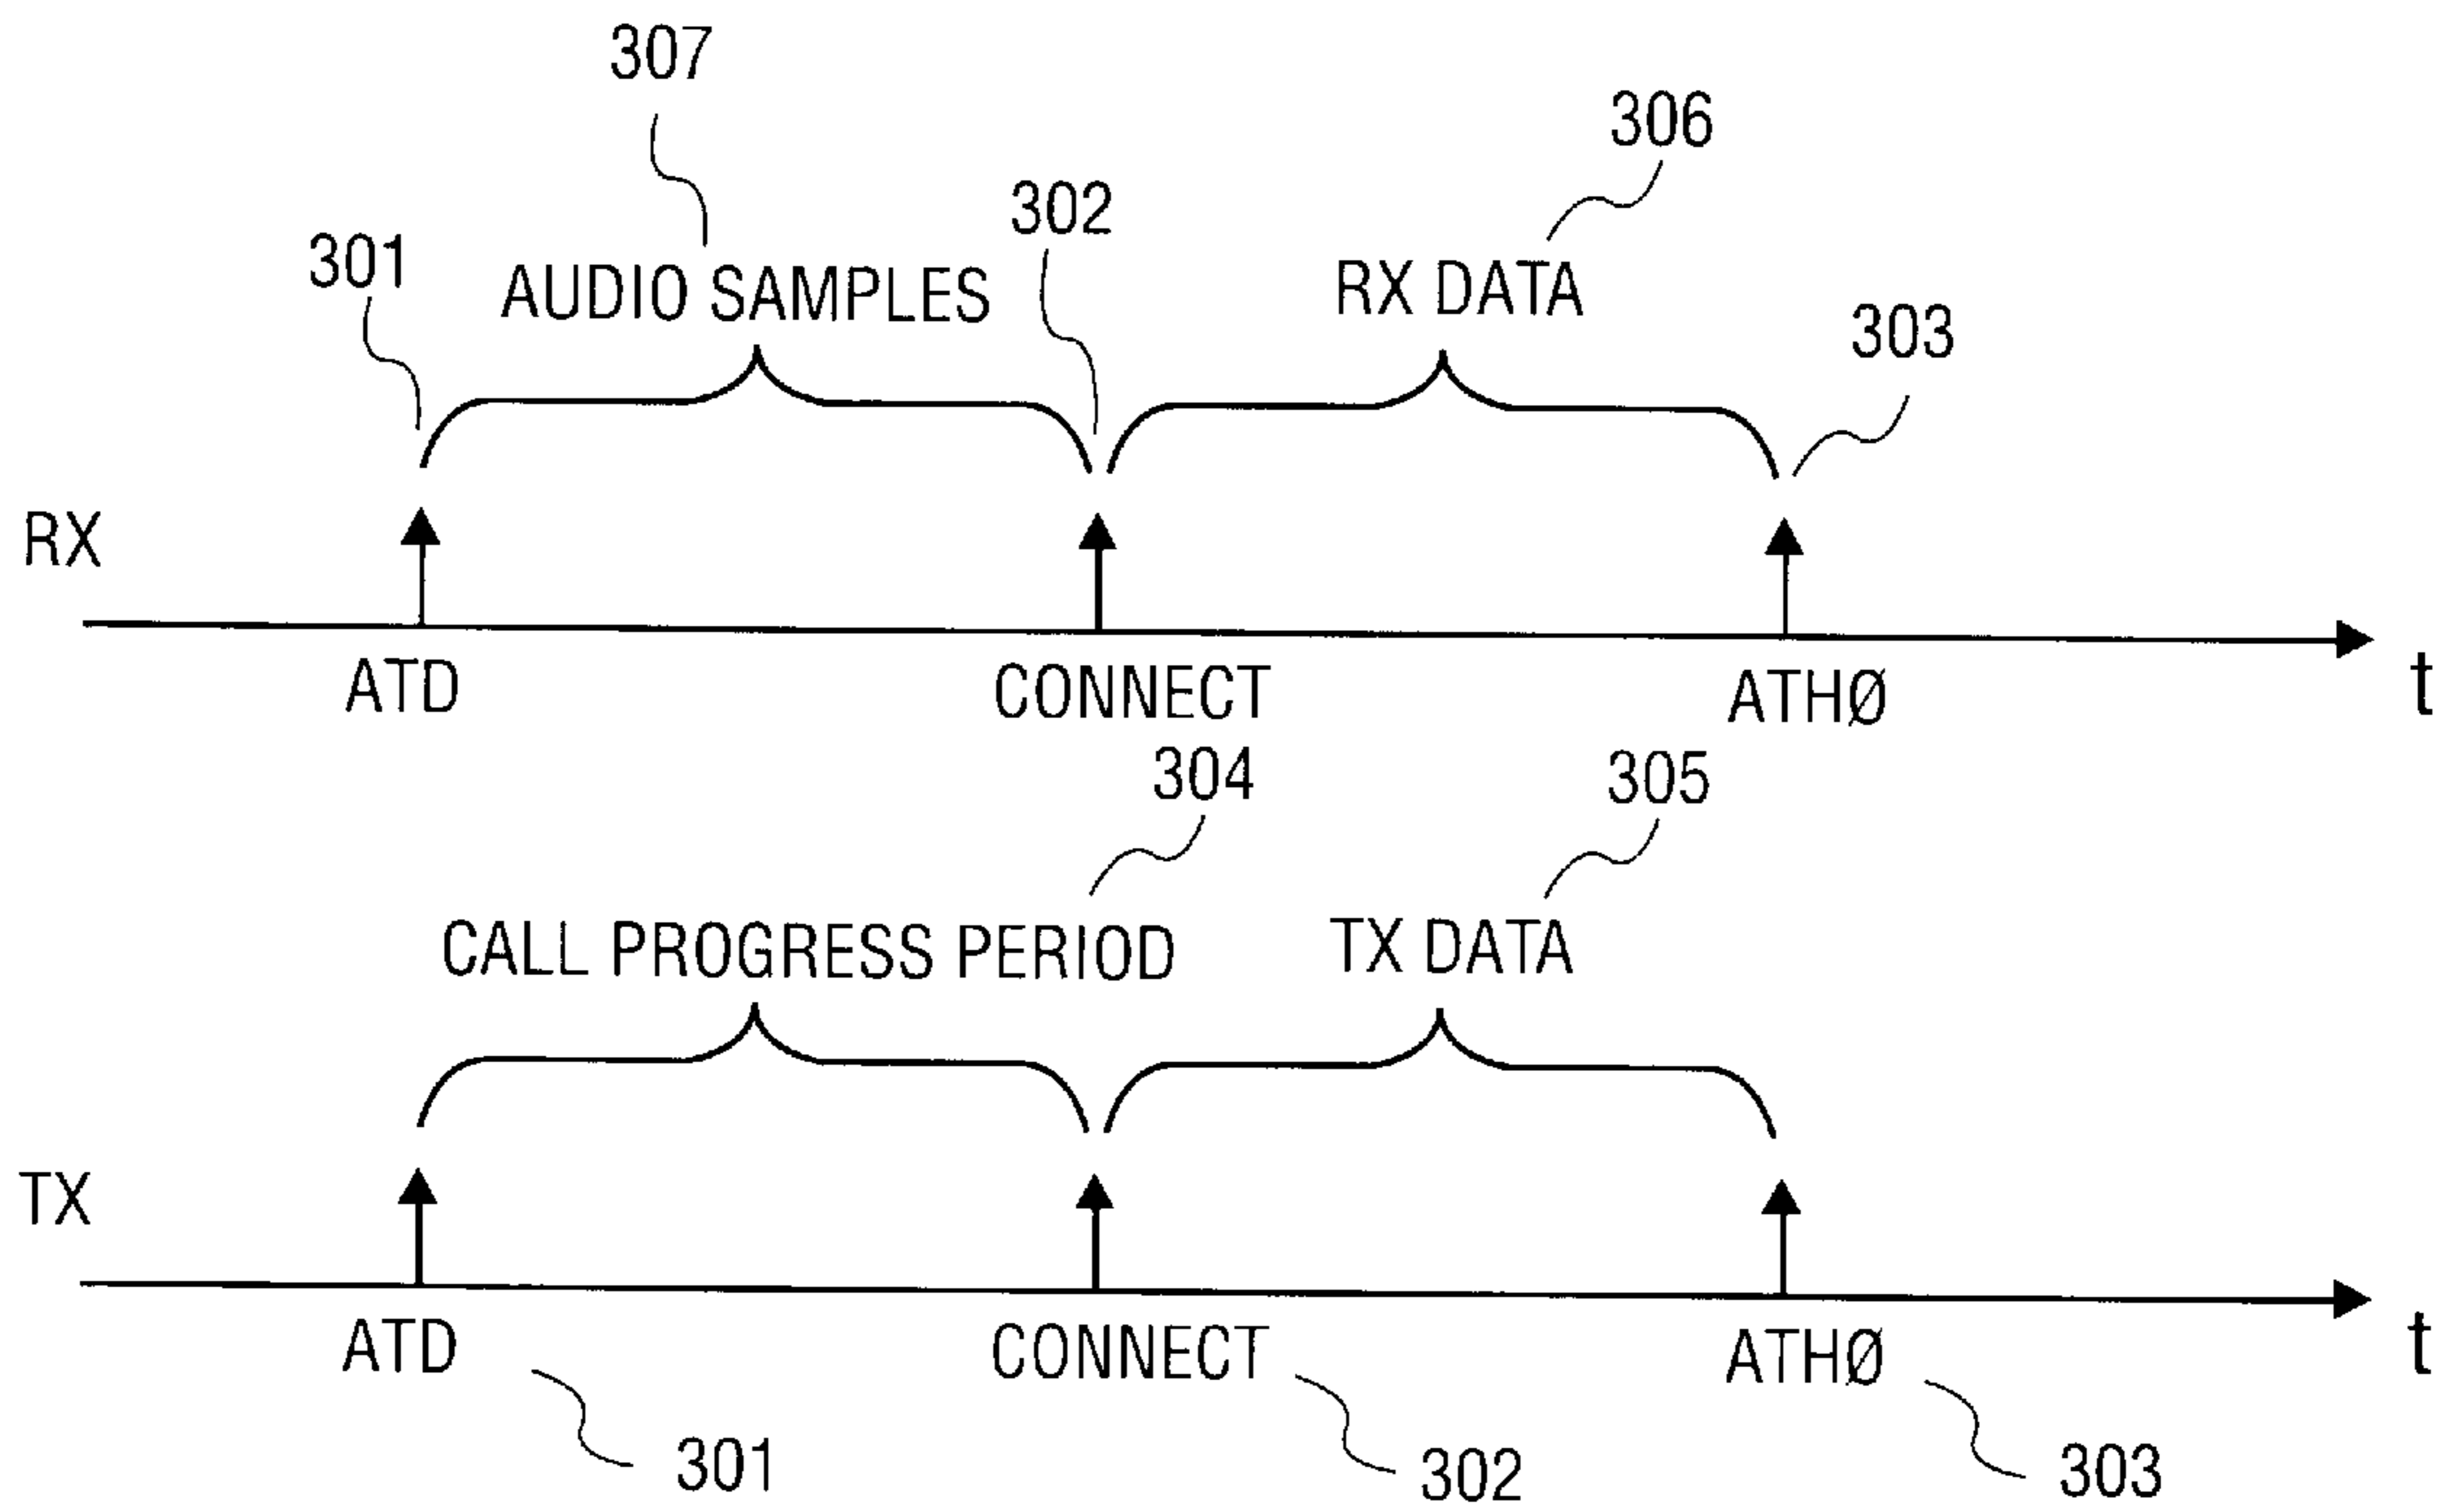 307
306
302
301
AUDIO SAMPLES
RX DATA
303
RX
ATD
CONNECT
ATHØ
t
304
305
CALL PROGRESS PERIOD
TX DATA
TX
ATD
CONNECT
ATHØ
t
301
302
303